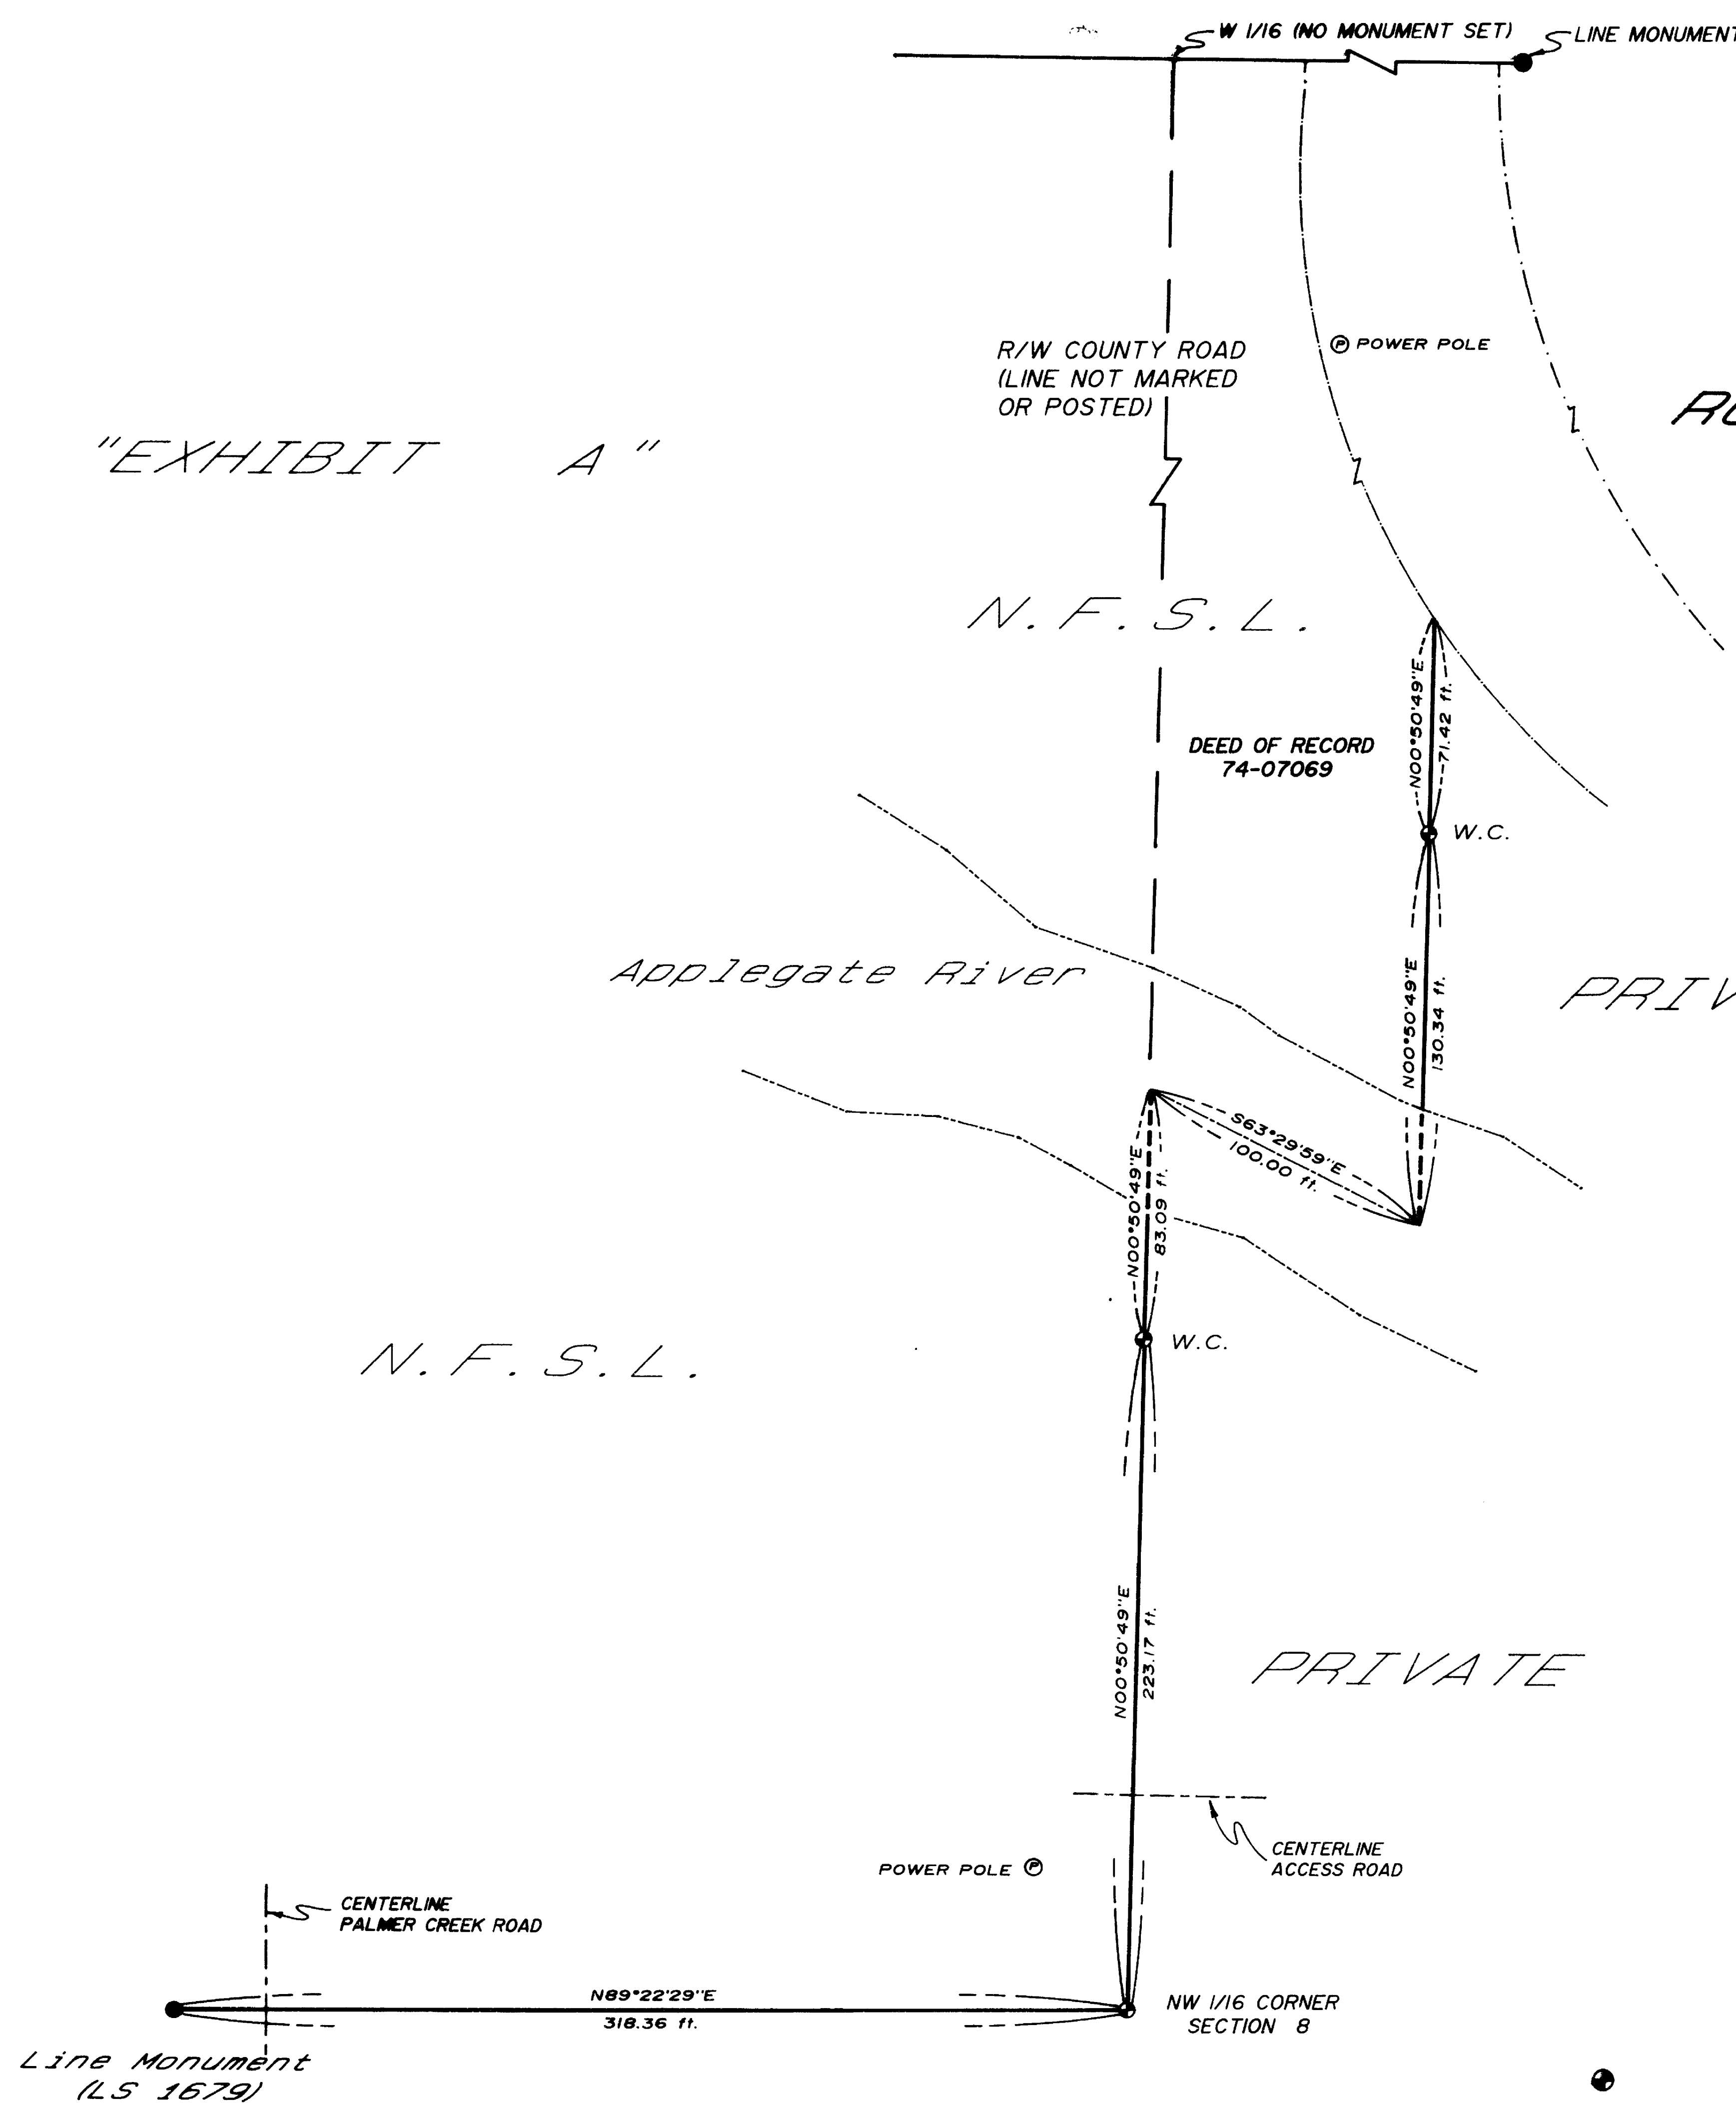 W 1/16 (NO MONUMENT SET)
LINE MONUMENT
R/W COUNTY ROAD
(LINE NOT MARKED
OR POSTED)
P POWER POLE
"EXHIBIT A"
N.F.S.L.
N00°50'49"E
71.42 ft.
DEED OF RECORD
74-07069
W.C.
Applegate River
N00°50'49"E
130.34 ft.
S63°29'59"E
100.00 ft.
N00°50'49"E
83.09 ft.
W.C.
N.F.S.L.
N00°50'49"E
223.17 ft.
PRIVATE
CENTERLINE
ACCESS ROAD
POWER POLE P
CENTERLINE
PALMER CREEK ROAD
N89°22'29"E
318.36 ft.
NW 1/16 CORNER
SECTION 8
Line Monument
(LS 1679)